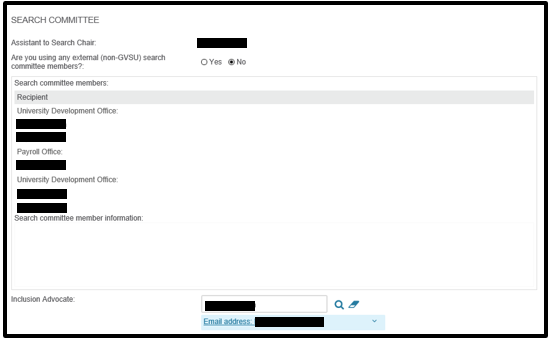 SEARCH COMMITTEE
Assistant to Search Chair:
Are you using any external (non-GVSU) search
committee members?:
Yes No
Search committee members:
Recipient
University Development Office:
Payroll Office:
University Development Office:
Search committee member information:
Inclusion Advocate:
Email address: